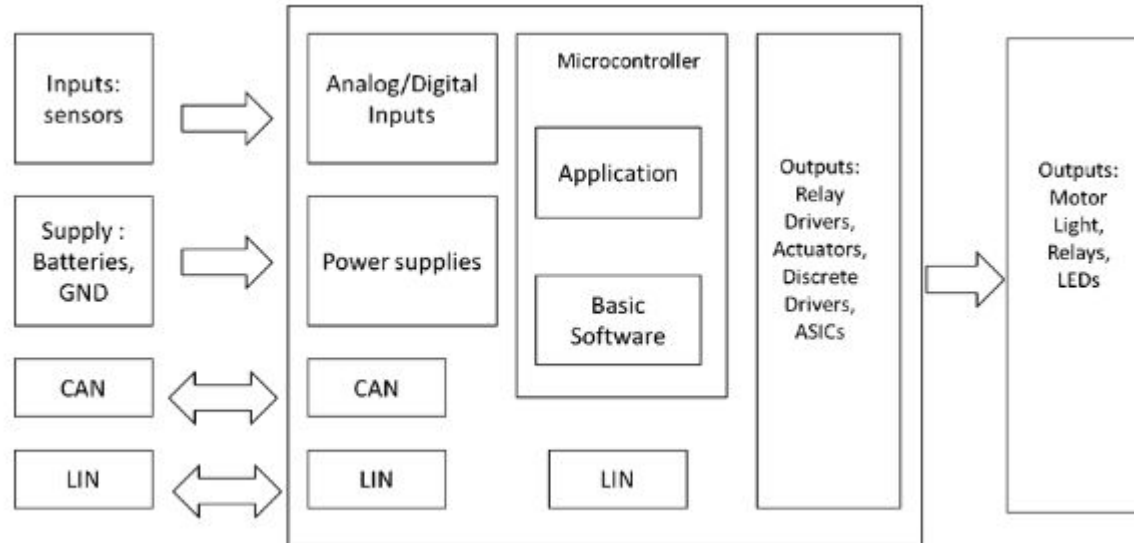 Inputs:
sensors
Supply :
Batteries,
GND
CAN
LIN
Analog/Digital
Inputs
Power supplies
CAN
LIN
Microcontroller
Application
Basic
Software
LIN
Outputs:
Relay
Drivers,
Actuators,
Discrete
Drivers,
ASICs
Outputs:
Motor
Light,
Relays,
LEDs